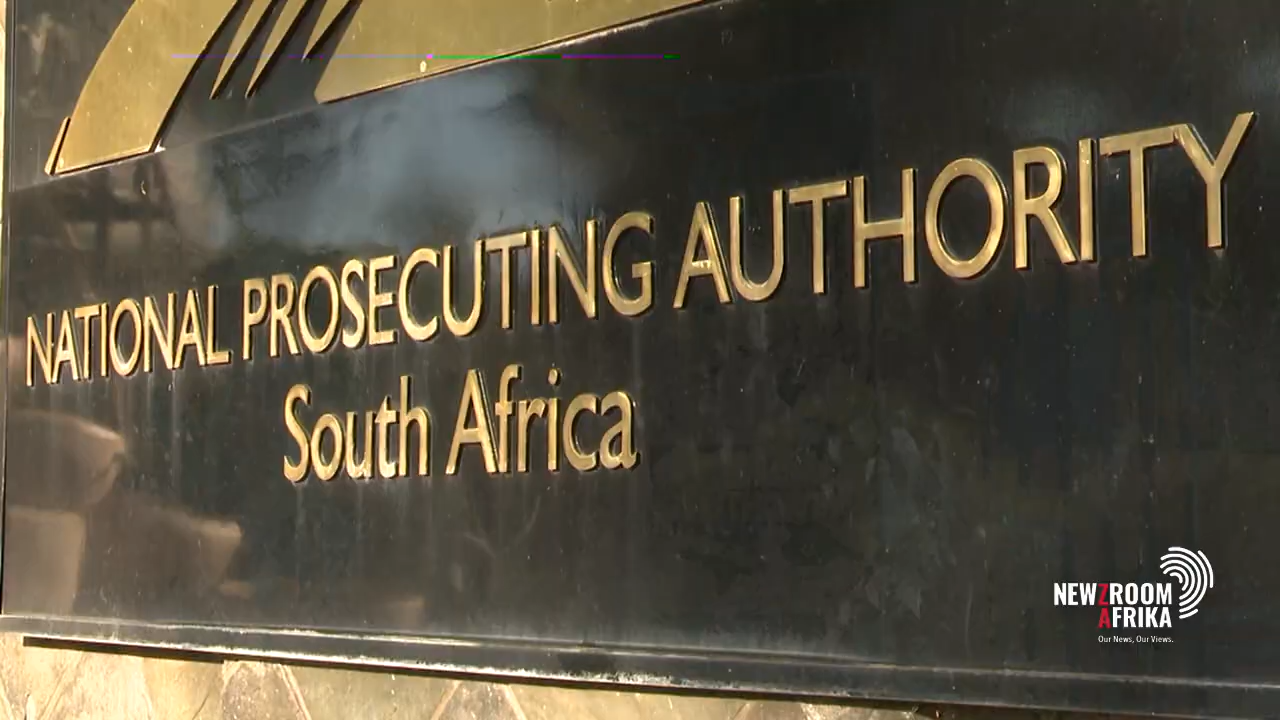 NATIONAL PROSECUTING AUTHORITY
South Africa
NEWZROOM
AFRIKA
Our News, Our Views.